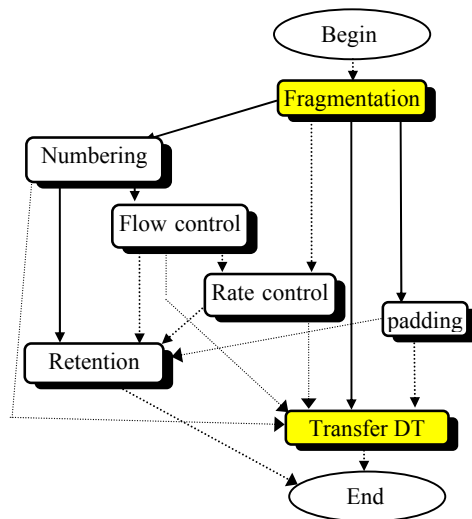 Begin
Fragmentation
Numbering
Flow control
Rate control
padding
Retention
Transfer DT
End